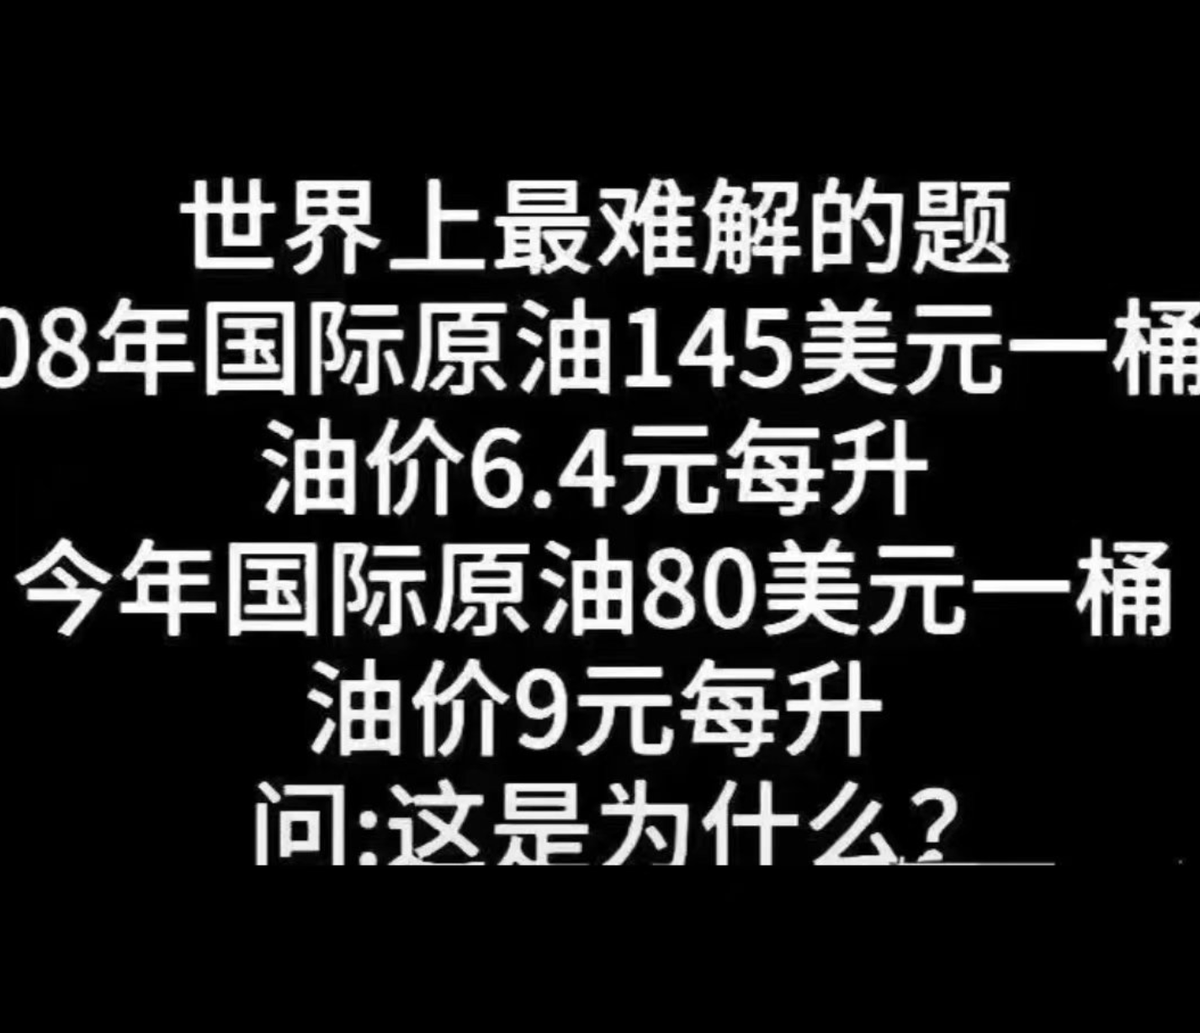 世界上最难解的题
08年国际原油145美元一桶
油价6.4元每升
今年国际原油80美元一桶
油价9元每升
问:这是为什么?